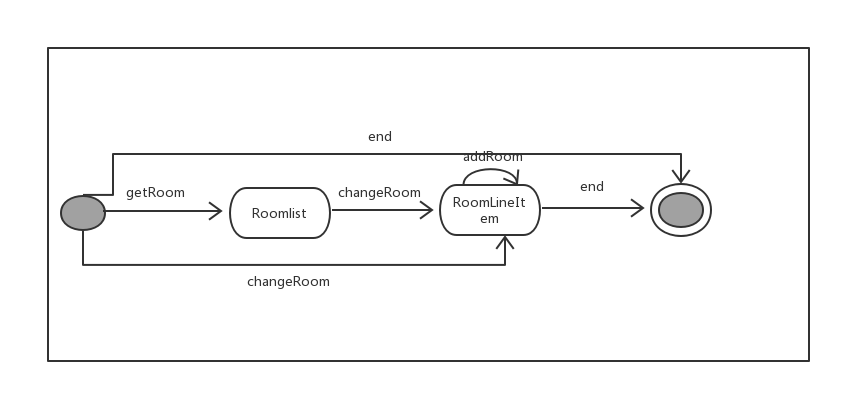 end
addRoom
getRoom
changeRoom
end
Roomlist
RoomLineIt
em
changeRoom